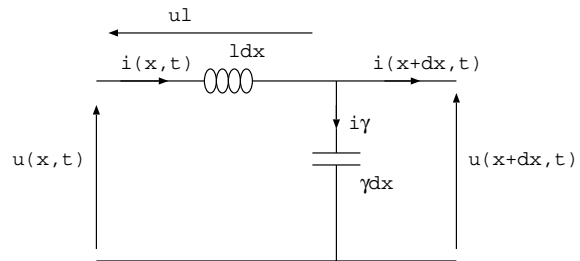 ul
ldx
i(x,t)
i(x+dx,t)
iγ
u(x,t)
γdx
u(x+dx,t)